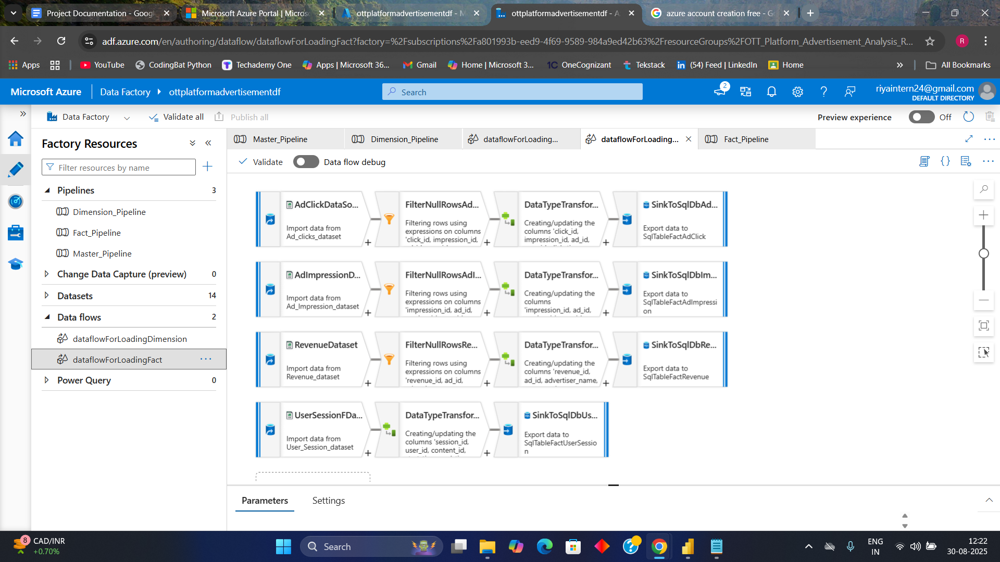 Project Documentation - Googl
Microsoft Azure Portal | Micros
ottplatformadvertisementdf - M
ottplatformadvertisementdf - A
azure account creation free - Go
adf.azure.com/en/authoring/dataflow/dataflowForLoadingFact?factory=%2Fsubscriptions%2Fa801993b-eed9-4f69-9589-984a9ed42b63%2FresourceGroups%2FOTT_Platform_Advertisement_Analysis_R...
R
Apps
YouTube
CodingBat Python
Techademy One
Apps | Microsoft 36...
Gmail
Home | Microsoft 3...
1C OneCognizant
Tekstack
(54) Feed | LinkedIn
Home
All Bookmarks
Microsoft Azure
Data Factory
ottplatformadvertisementdf
Search
2
riyaintern24@gmail.com
DEFAULT DIRECTORY
Data Factory
Validate all
Publish all
Preview experience
Off
Factory Resources
Filter resources by name
Pipelines 3
Dimension_Pipeline
Fact_Pipeline
Master_Pipeline
Change Data Capture (preview) 0
Datasets 14
Data flows 2
dataflowForLoadingDimension
dataflowForLoadingFact
Power Query 0
Master_Pipeline
Dimension_Pipeline
dataflowForLoading...
dataflowForLoading...
Fact_Pipeline
Validate
Data flow debug
AdClickDataSo...
Import data from
Ad_clicks_dataset
FilterNullRowsAd...
Filtering rows using
expressions on columns
'click_id, impression_id,
DataTypeTransfor...
Creating/updating the
columns 'click_id,
impression_id, ad_id,
SinkToSqlDbAd...
Export data to
SqlTableFactAdClick
AdImpressionD...
Import data from
Ad_Impression_dataset
FilterNullRowsAdI...
Filtering rows using
expressions on columns
'impression_id, ad_id,
DataTypeTransfor...
Creating/updating the
columns
'impression_id, ad_id,
SinkToSqlDbIm...
Export data to
SqlTableFactAdImpressi
on
RevenueDataset
Import data from
Revenue_dataset
FilterNullRowsRe...
Filtering rows using
expressions on columns
'revenue_id, ad_id,
DataTypeTransfor...
Creating/updating the
columns 'revenue_id,
ad_id, advertiser_name,
SinkToSqlDbRe...
Export data to
SqlTableFactRevenue
UserSessionFDa...
Import data from
User_Session_dataset
DataTypeTransfor...
Creating/updating the
columns 'session_id,
user_id, content_id,
SinkToSqlDbUs...
Export data to
SqlTableFactUserSessio
n
Parameters
Settings
8
CAD/INR
+0.70%
Search
ENG
IN
12:22
30-08-2025